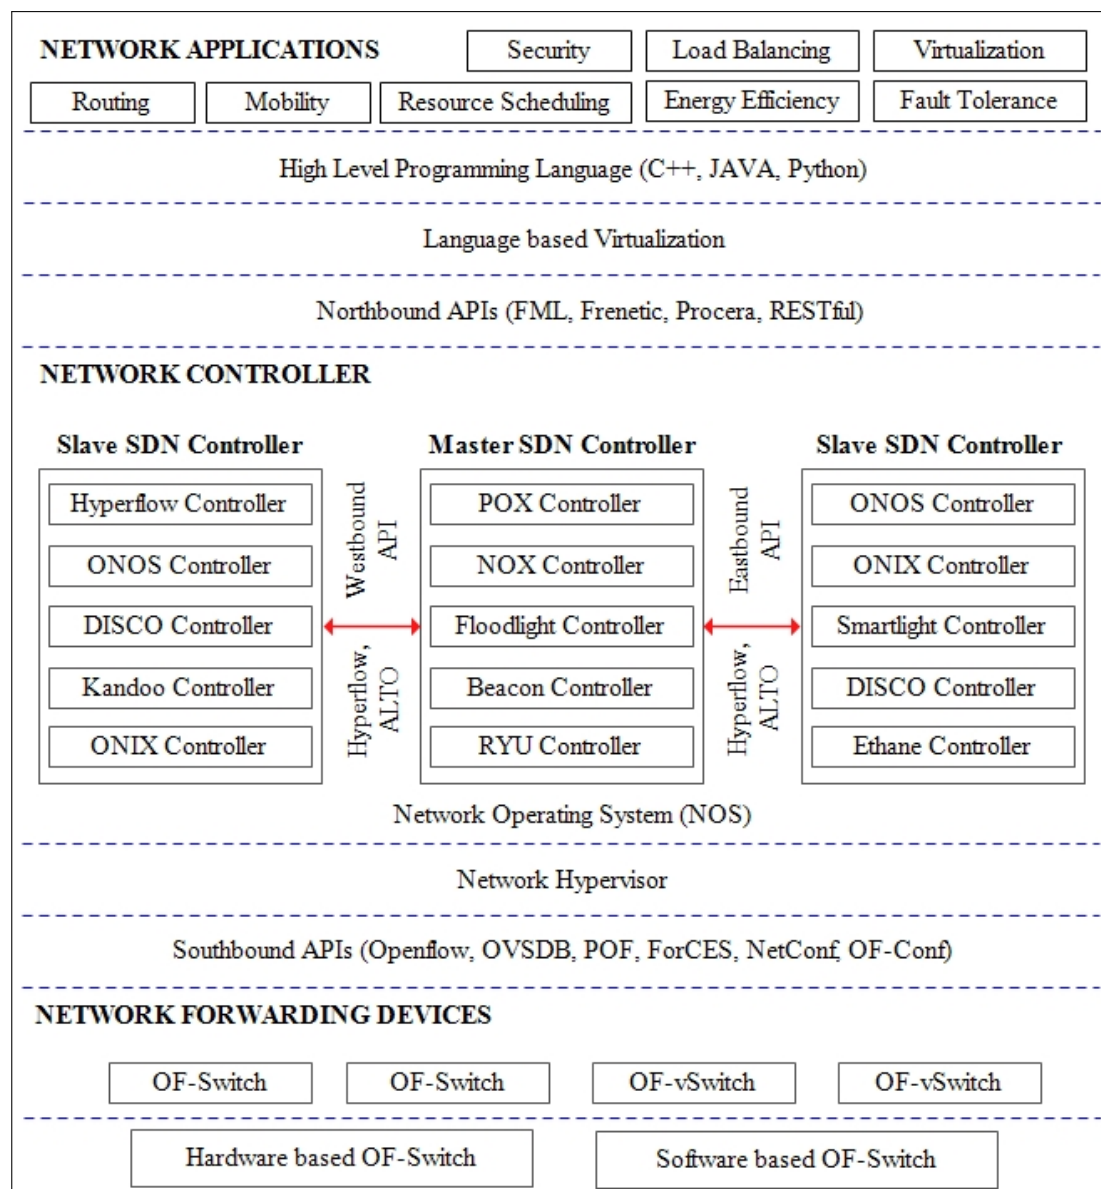 NETWORK APPLICATIONS
Security
Load Balancing
Virtualization
Routing
Mobility
Resource Scheduling
Energy Efficiency
Fault Tolerance
High Level Programming Language (C++, JAVA, Python)
Language based Virtualization
Northbound APIs (FML, Frenetic, Procera, RESTful)
NETWORK CONTROLLER
Slave SDN Controller
Hyperflow Controller
ONOS Controller
DISCO Controller
Kandoo Controller
ONIX Controller
Westbound
API
Hyperflow,
ALTO
Master SDN Controller
POX Controller
NOX Controller
Floodlight Controller
Beacon Controller
RYU Controller
Eastbound
API
Hyperflow,
ALTO
Slave SDN Controller
ONOS Controller
ONIX Controller
Smartlight Controller
DISCO Controller
Ethane Controller
Network Operating System (NOS)
Network Hypervisor
Southbound APIs (Openflow, OVSDB, POF, ForCES, NetConf, OF-Conf)
NETWORK FORWARDING DEVICES
OF-Switch
OF-Switch
OF-vSwitch
OF-vSwitch
Hardware based OF-Switch
Software based OF-Switch